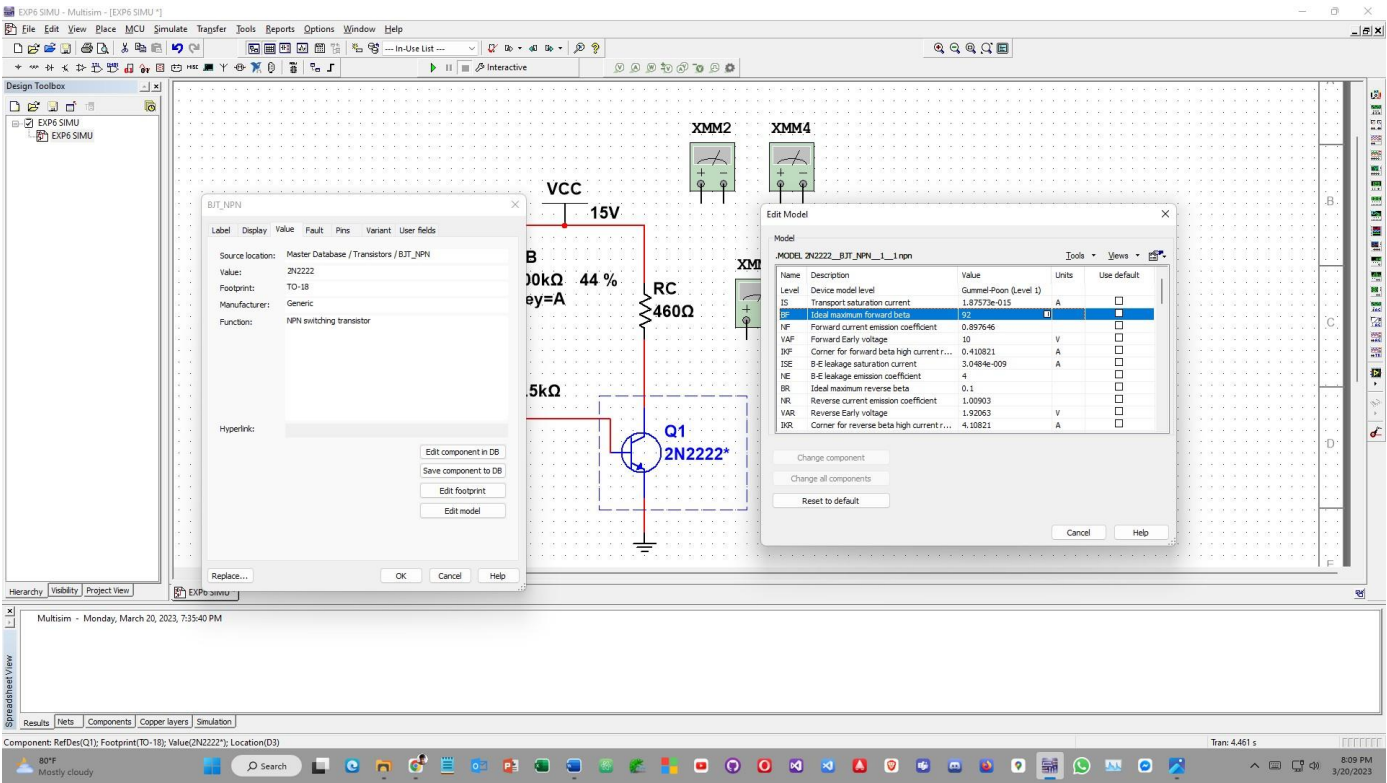 EXP6 SIMU - Multisim - [EXP6 SIMU *]
File Edit View Place MCU Simulate Transfer Tools Reports Options Window Help
--- In-Use List ---
Interactive
Design Toolbox
EXP6 SIMU
EXP6 SIMU
Hierarchy Visibility Project View
EXP6 SIMU
XMM2 XMM4
VCC
15V
B
00kΩ 44 %
ey=A
RC
460Ω
XMM
.5kΩ
Q1
2N2222*
B
C
D
BJT_NPN
Label Display Value Fault Pins Variant User fields
Source location: Master Database / Transistors / BJT_NPN
Value: 2N2222
Footprint: TO-18
Manufacturer: Generic
Function: NPN switching transistor
Hyperlink:
Edit component in DB
Save component to DB
Edit footprint
Edit model
Replace... OK Cancel Help
Edit Model
Model
.MODEL 2N2222__BJT_NPN__1__1 npn Tools Views
Name Description Value Units Use default
Level Device model level Gummel-Poon (Level 1)
IS Transport saturation current 1.87573e-015 A
BF Ideal maximum forward beta 92
NF Forward current emission coefficient 0.897646
VAF Forward Early voltage 10 V
IKF Corner for forward beta high current r... 0.410821 A
ISE B-E leakage saturation current 3.0484e-009 A
NE B-E leakage emission coefficient 4
BR Ideal maximum reverse beta 0.1
NR Reverse current emission coefficient 1.00903
VAR Reverse Early voltage 1.92063 V
IKR Corner for reverse beta high current r... 4.10821 A
Change component
Change all components
Reset to default
Cancel Help
Multisim - Monday, March 20, 2023, 7:35:40 PM
Spreadsheet View
Results Nets Components Copper layers Simulation
Component: RefDes(Q1); Footprint(TO-18); Value(2N2222*); Location(D3) Tran: 4.461 s
80°F
Mostly cloudy
Search
8:09 PM
3/20/2023